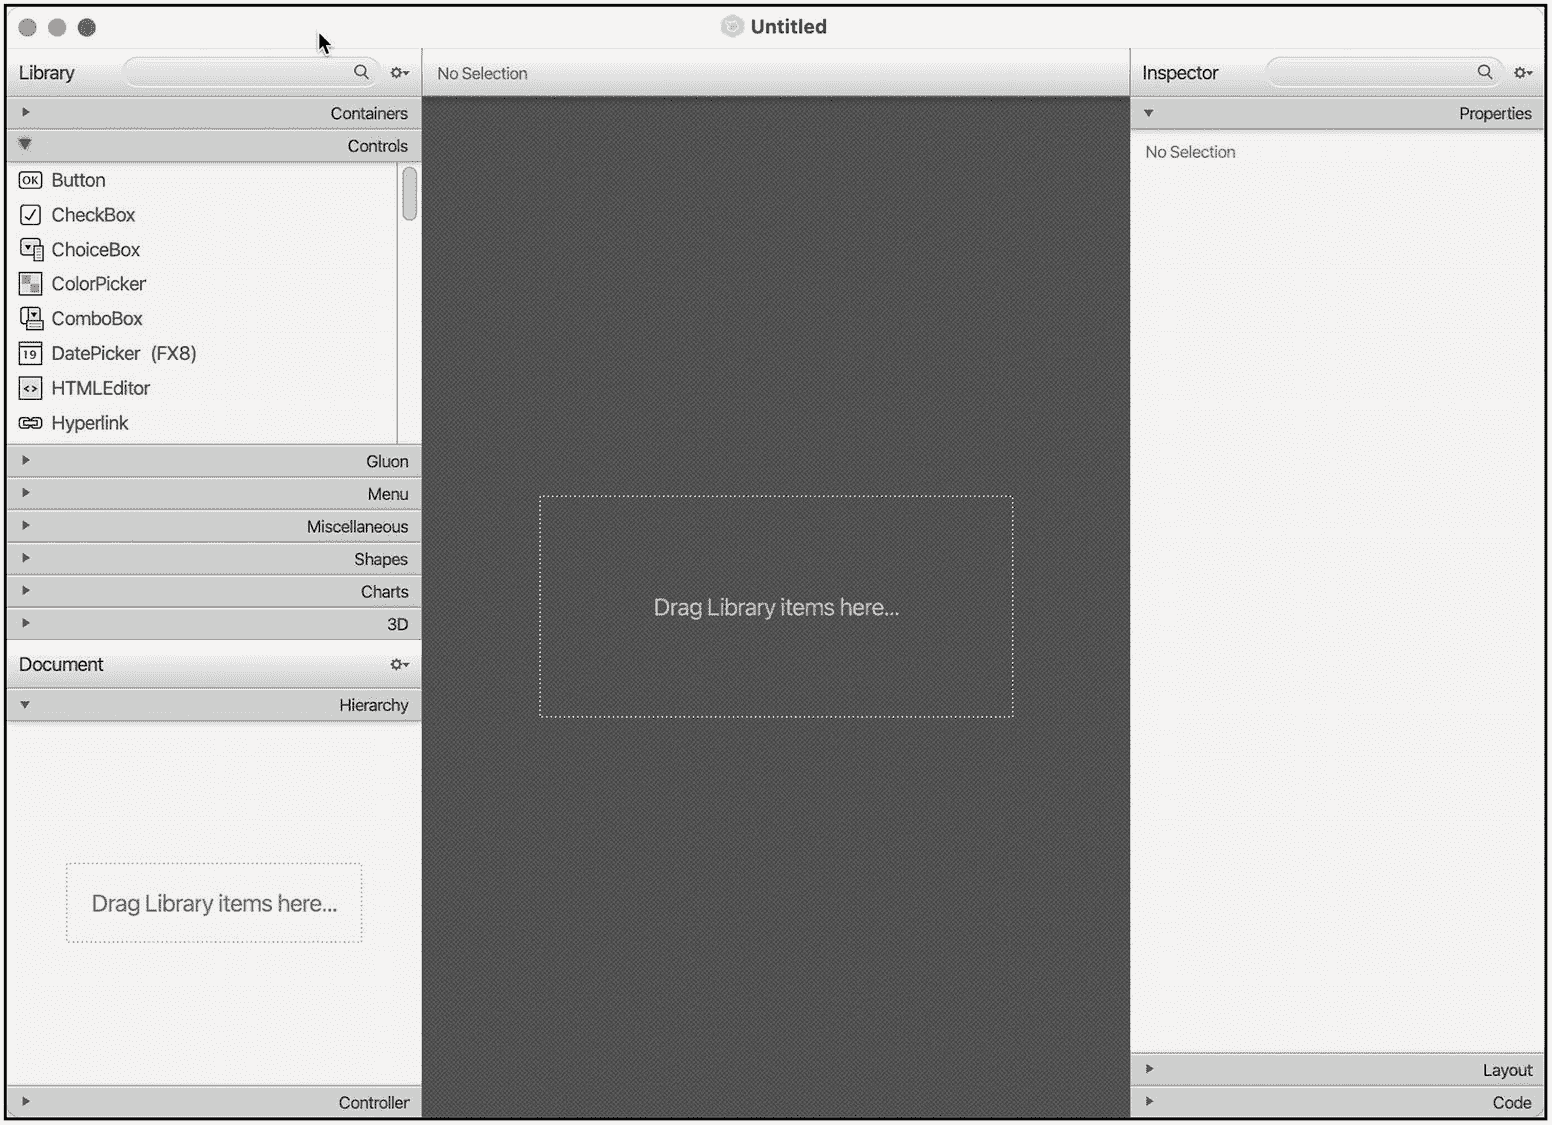 Untitled
Library
No Selection
Inspector
Containers
Properties
Controls
No Selection
OK Button
CheckBox
ChoiceBox
ColorPicker
ComboBox
19 DatePicker (FX8)
<> HTMLEditor
Hyperlink
Gluon
Menu
Miscellaneous
Shapes
Charts
3D
Drag Library items here...
Document
Hierarchy
Drag Library items here...
Controller
Layout
Code